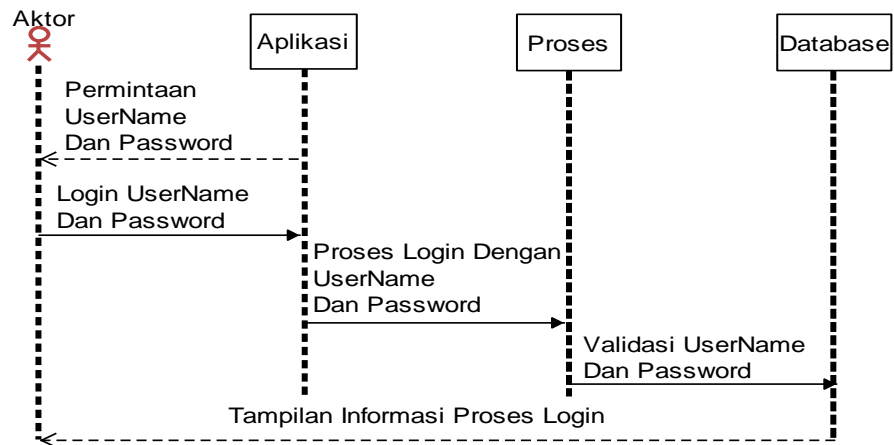 Aktor
Aplikasi
Proses
Database
Permintaan
UserName
Dan Password
Login UserName
Dan Password
Proses Login Dengan
UserName
Dan Password
Validasi UserName
Dan Password
Tampilan Informasi Proses Login